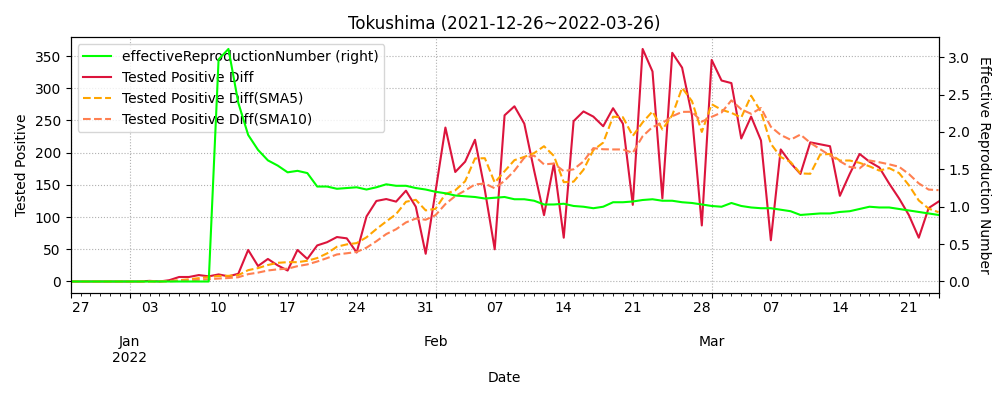 Tokushima (2021-12-26~2022-03-26)
effectiveReproductionNumber (right)
Tested Positive Diff
Tested Positive Diff(SMA5)
Tested Positive Diff(SMA10)
Tested Positive
350
300
250
200
150
100
50
0
Effective Reproduction Number
3.0
2.5
2.0
1.5
1.0
0.5
0.0
27 03 10 17 24 31 07 14 21 28 07 14 21
Jan Feb Mar
2022
Date